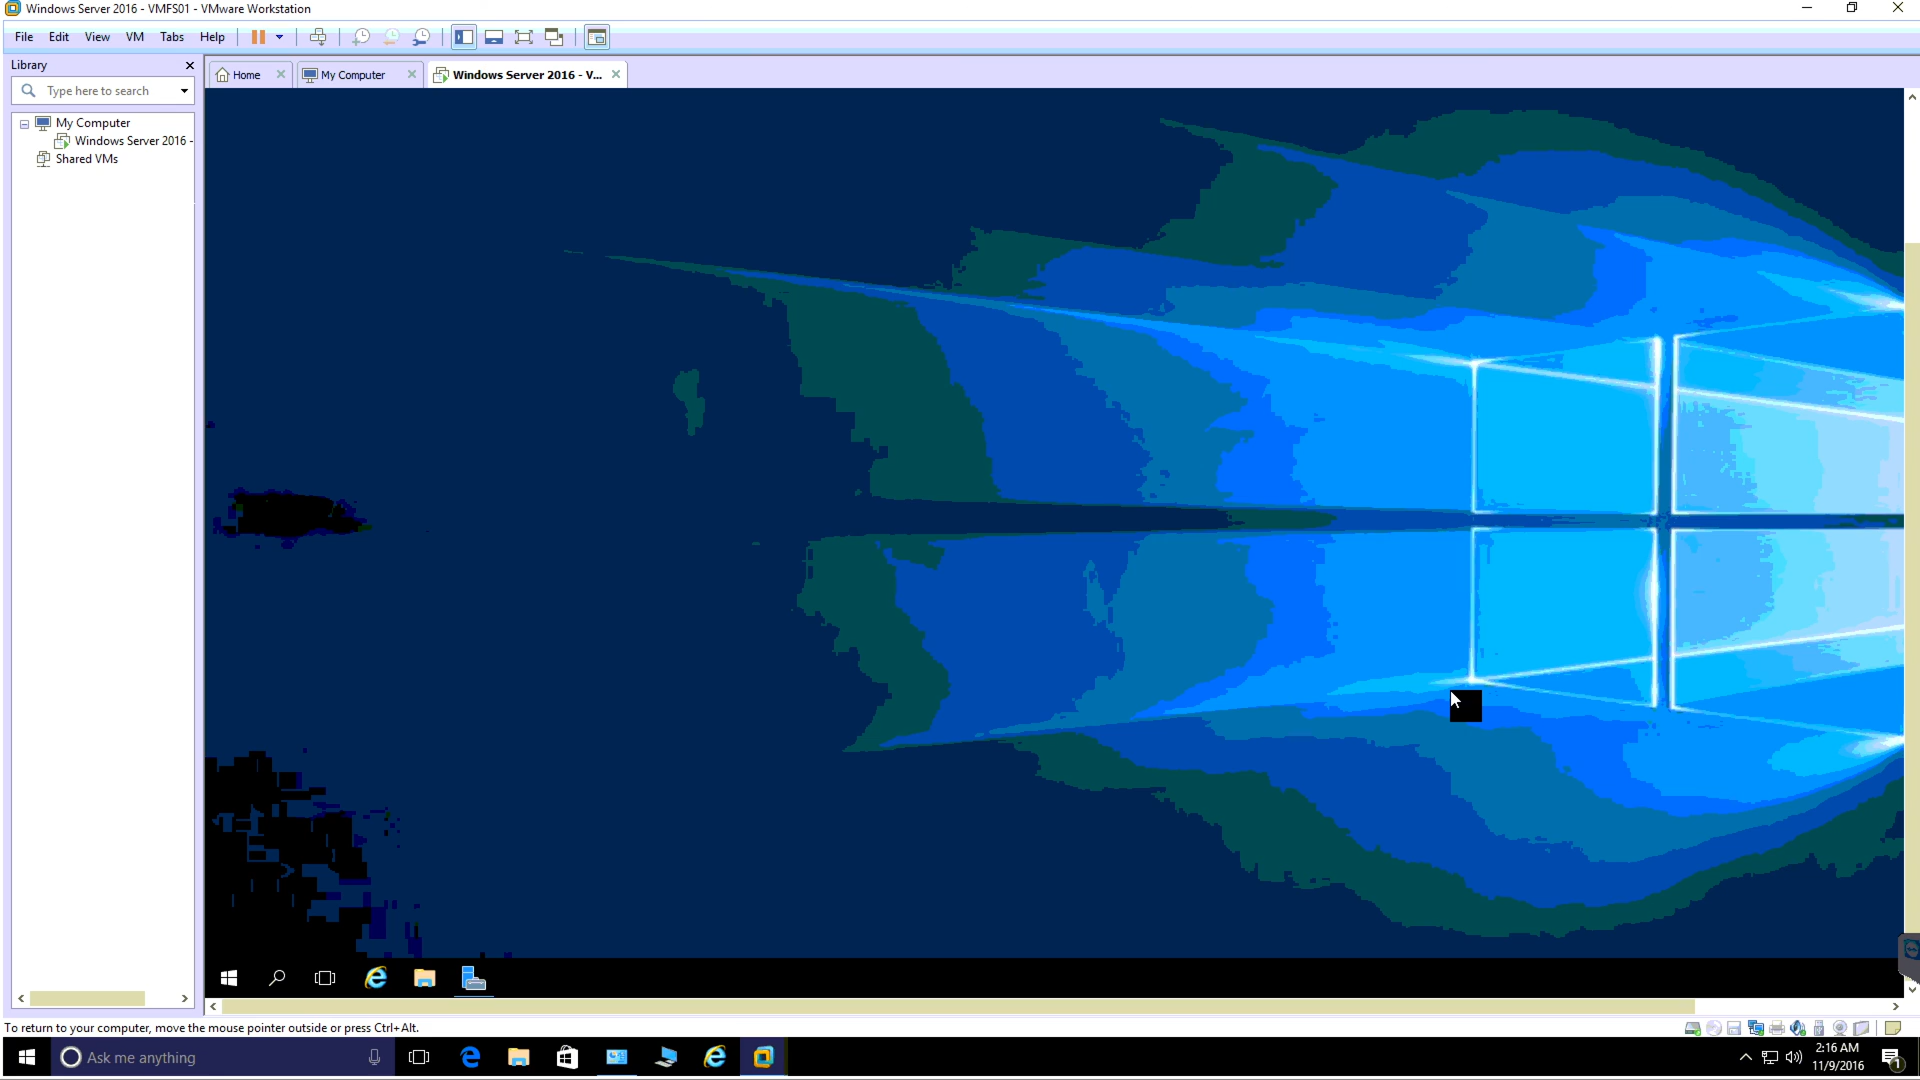 Windows Server 2016 - VMFS01 - VMware Workstation
File Edit View VM Tabs Help
Library
Type here to search
My Computer
Windows Server 2016 -
Shared VMs
Home
My Computer
Windows Server 2016 - V...
To return to your computer, move the mouse pointer outside or press Ctrl+Alt.
Ask me anything
2:16 AM
11/9/2016
1